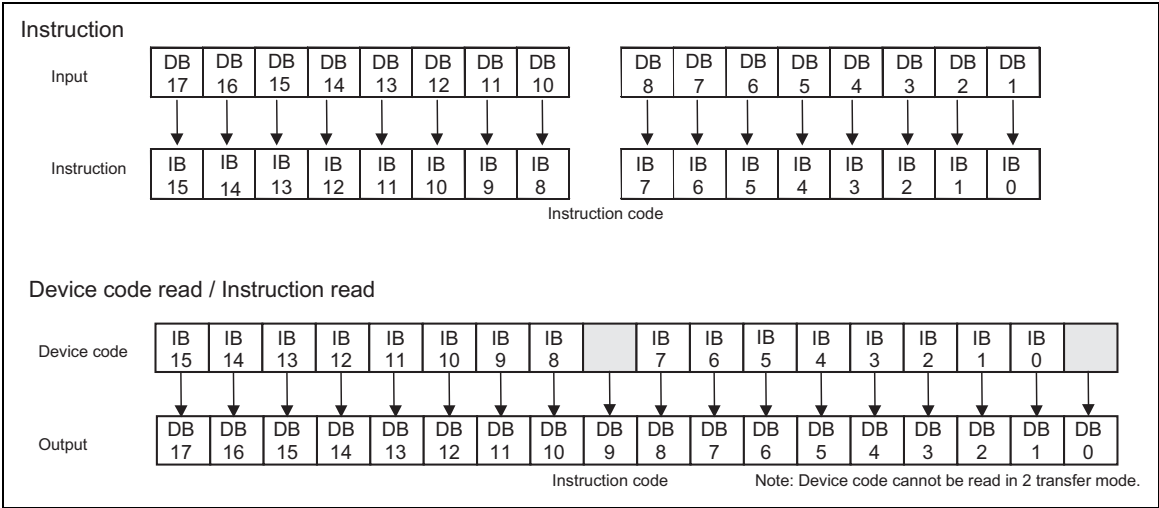 Instruction
DB DB DB DB DB DB DB DB DB DB DB DB DB DB DB DB
Input
17 16 15 14 13 12 11 10 8 7 6 5 4 3 2 1
IB IB IB IB IB IB IB IB IB IB IB IB IB IB IB IB
Instruction
15 14 13 12 11 10 9 8 7 6 5 4 3 2 1 0
Instruction code
Device code read / Instruction read
IB IB IB IB IB IB IB IB IB IB IB IB IB IB IB IB
Device code
15 14 13 12 11 10 9 8 7 6 5 4 3 2 1 0
DB DB DB DB DB DB DB DB DB DB DB DB DB DB DB DB DB DB
Output
17 16 15 14 13 12 11 10 9 8 7 6 5 4 3 2 1 0
Instruction code Note: Device code cannot be read in 2 transfer mode.